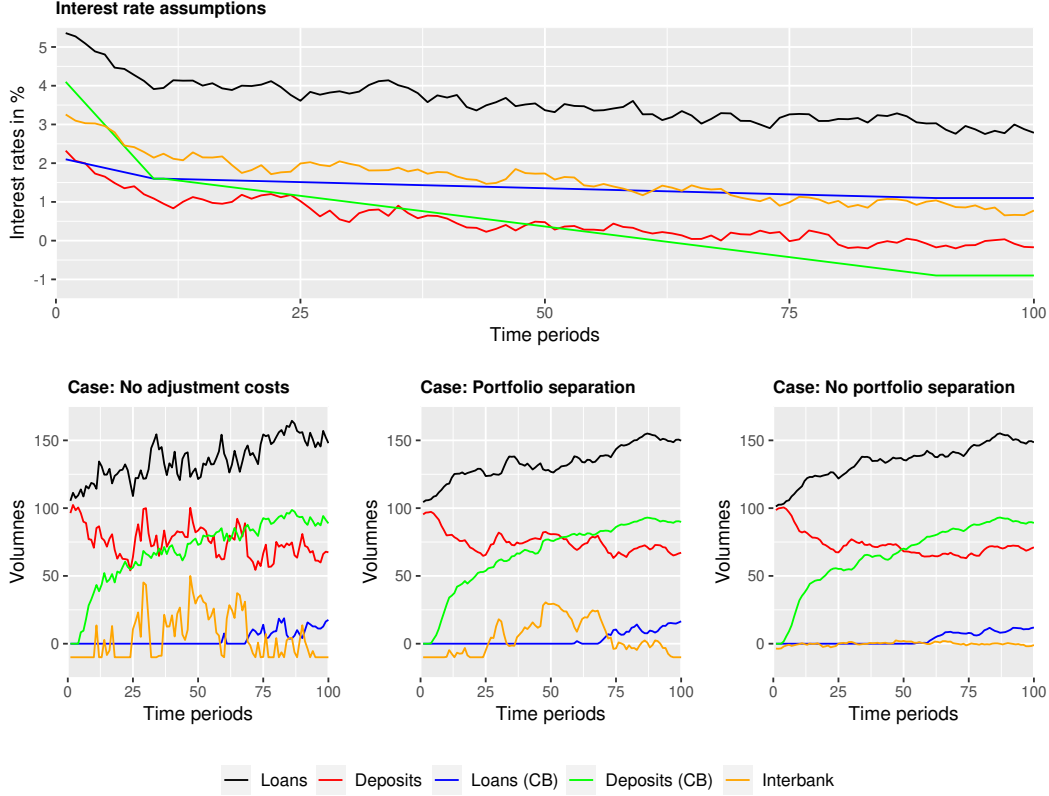 Interest rate assumptions
Interest rates in %
5
4
3
2
1
0
-1
0 25 50 75 100
Time periods
Case: No adjustment costs
Volumnes
150
100
50
0
0 25 50 75 100
Time periods
Case: Portfolio separation
Volumnes
150
100
50
0
0 25 50 75 100
Time periods
Case: No portfolio separation
Volumnes
150
100
50
0
0 25 50 75 100
Time periods
Loans Deposits Loans (CB) Deposits (CB) Interbank